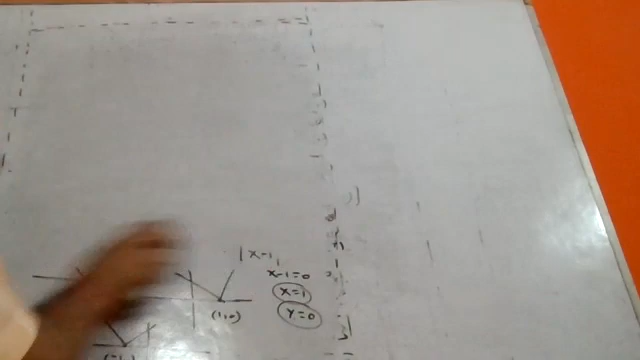 |x-1|
x-1=0
x=1
y=0
(1,0)